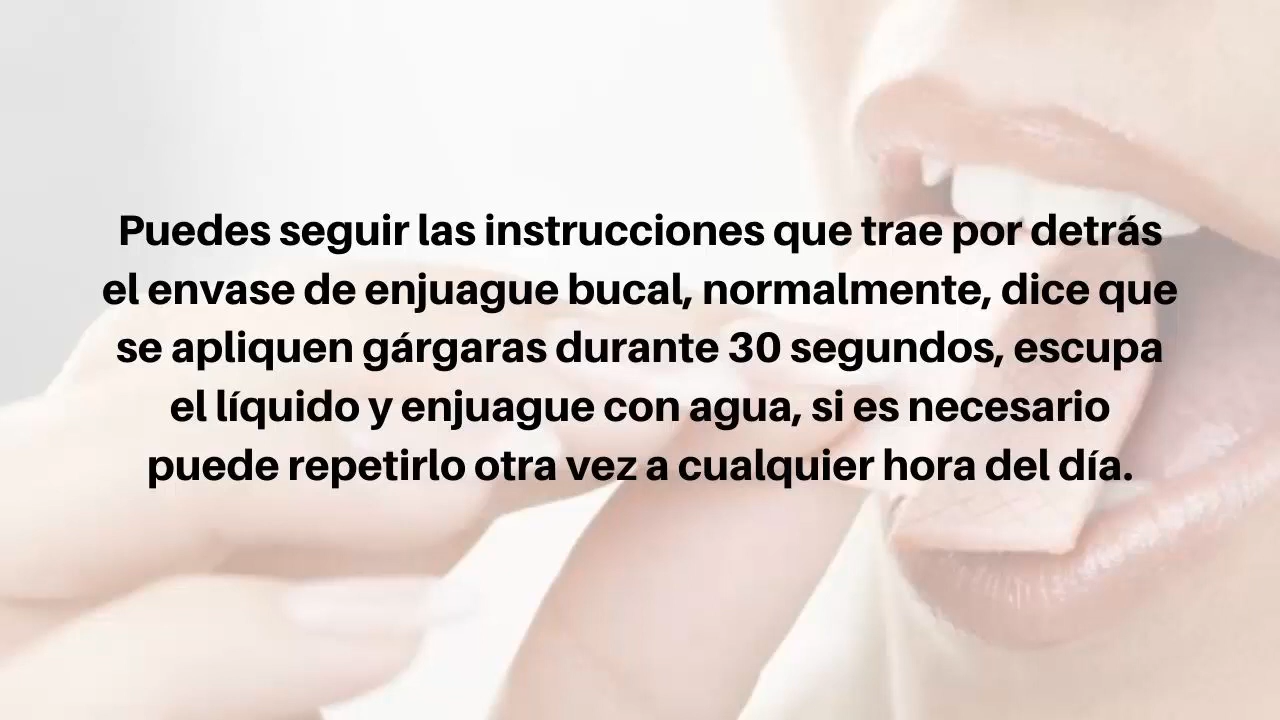 Puedes seguir las instrucciones que trae por detrás
el envase de enjuague bucal, normalmente, dice que
se apliquen gárgaras durante 30 segundos, escupa
el líquido y enjuague con agua, si es necesario
puede repetirlo otra vez a cualquier hora del día.